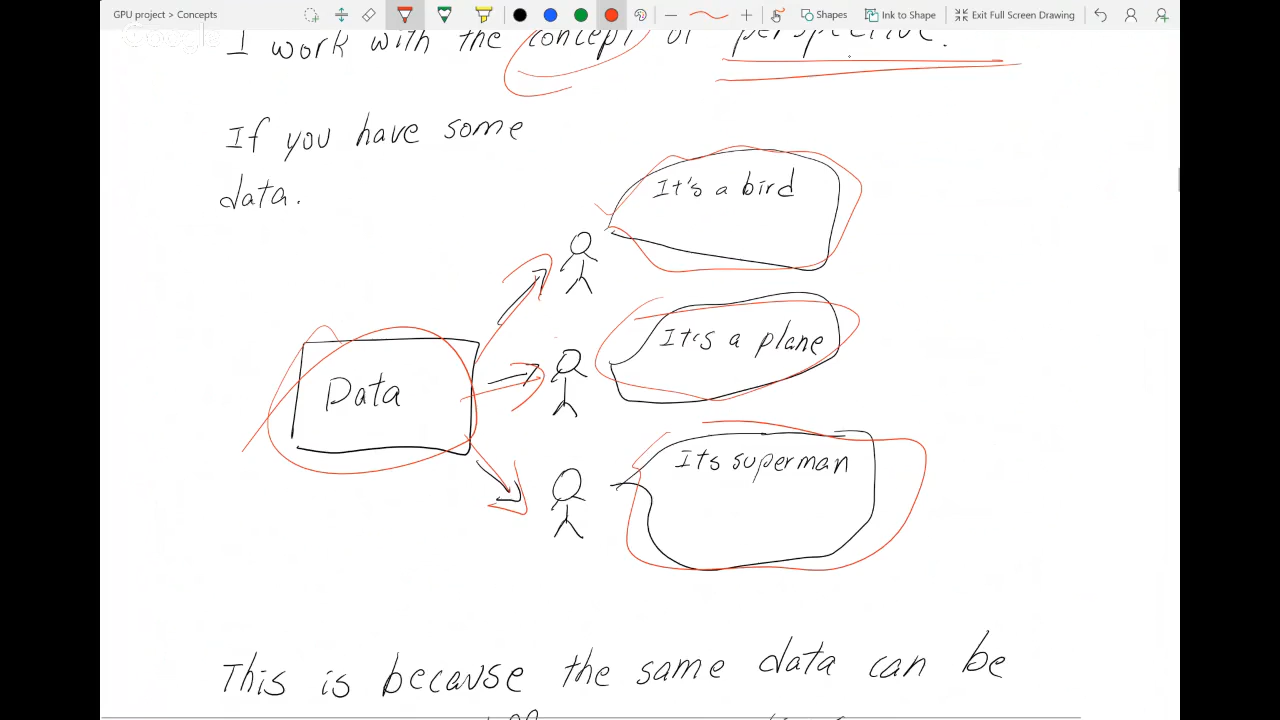 GPU project > Concepts
Shapes
Ink to Shape
Exit Full Screen Drawing
Google
I work with the concept of perspective.
If you have some
data.
It's a bird
It's a plane
Data
Its superman
This is because the same data can be